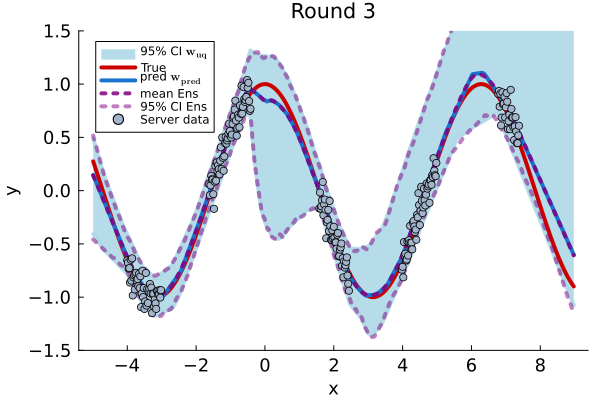 Round 3
1.5
1.0
0.5
0.0
−0.5
−1.0
−1.5
y
95% CI w_uq
True
pred w_pred
mean Ens
95% CI Ens
Server data
−4 −2 0 2 4 6 8
x